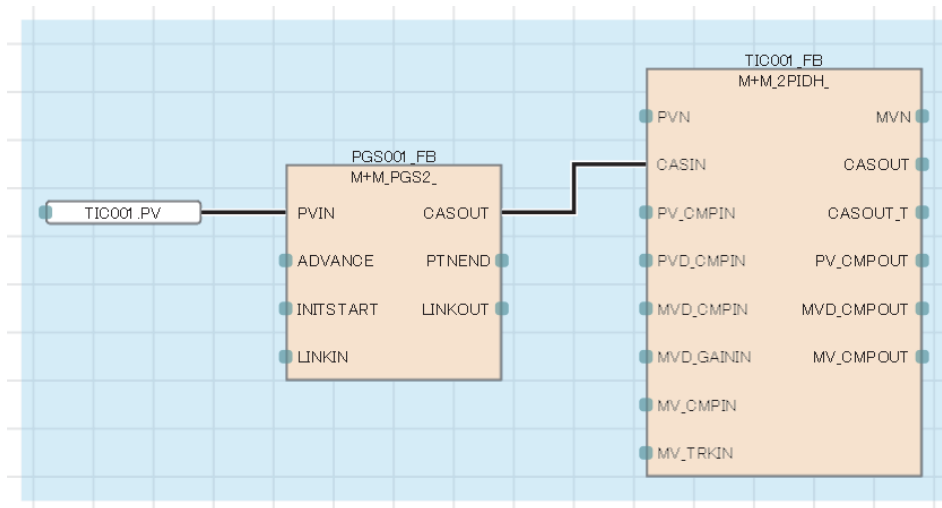 TIC001_FB
M+M_2PIDH_
PVN MVN
CASIN CASOUT
PV_CMPIN CASOUT_T
PVD_CMPIN PV_CMPOUT
MVD_CMPIN MVD_CMPOUT
MVD_GAININ MV_CMPOUT
MV_CMPIN
MV_TRKIN
PGS001_FB
M+M_PGS2_
PVIN CASOUT
ADVANCE PTNEND
INITSTART LINKOUT
LINKIN
TIC001.PV